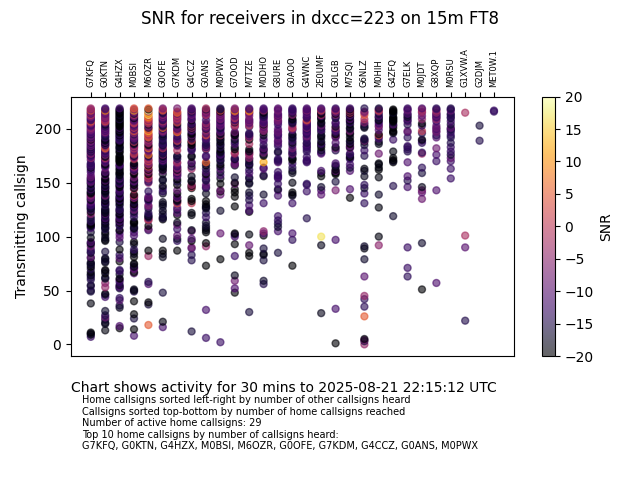 SNR for receivers in dxcc=223 on 15m FT8
G7KFQ G0KTN G4HZX M0BSI M6OZR G0OFE G7KDM G4CCZ G0ANS M0PWX G7OOD M7TZE M0DHO G8URE G0AOO G4WNC 2E0UMF G0LGB M7SQI G6NLZ M0HIH G4ZFQ G7ELK M0JDT G8XQP M0RSU G1XVW.A G2DJM MET0W.1
Transmitting callsign
200
150
100
50
0
20
15
10
5
0
−5
−10
−15
−20
SNR
Chart shows activity for 30 mins to 2025-08-21 22:15:12 UTC
Home callsigns sorted left-right by number of other callsigns heard
Callsigns sorted top-bottom by number of home callsigns reached
Number of active home callsigns: 29
Top 10 home callsigns by number of callsigns heard:
G7KFQ, G0KTN, G4HZX, M0BSI, M6OZR, G0OFE, G7KDM, G4CCZ, G0ANS, M0PWX